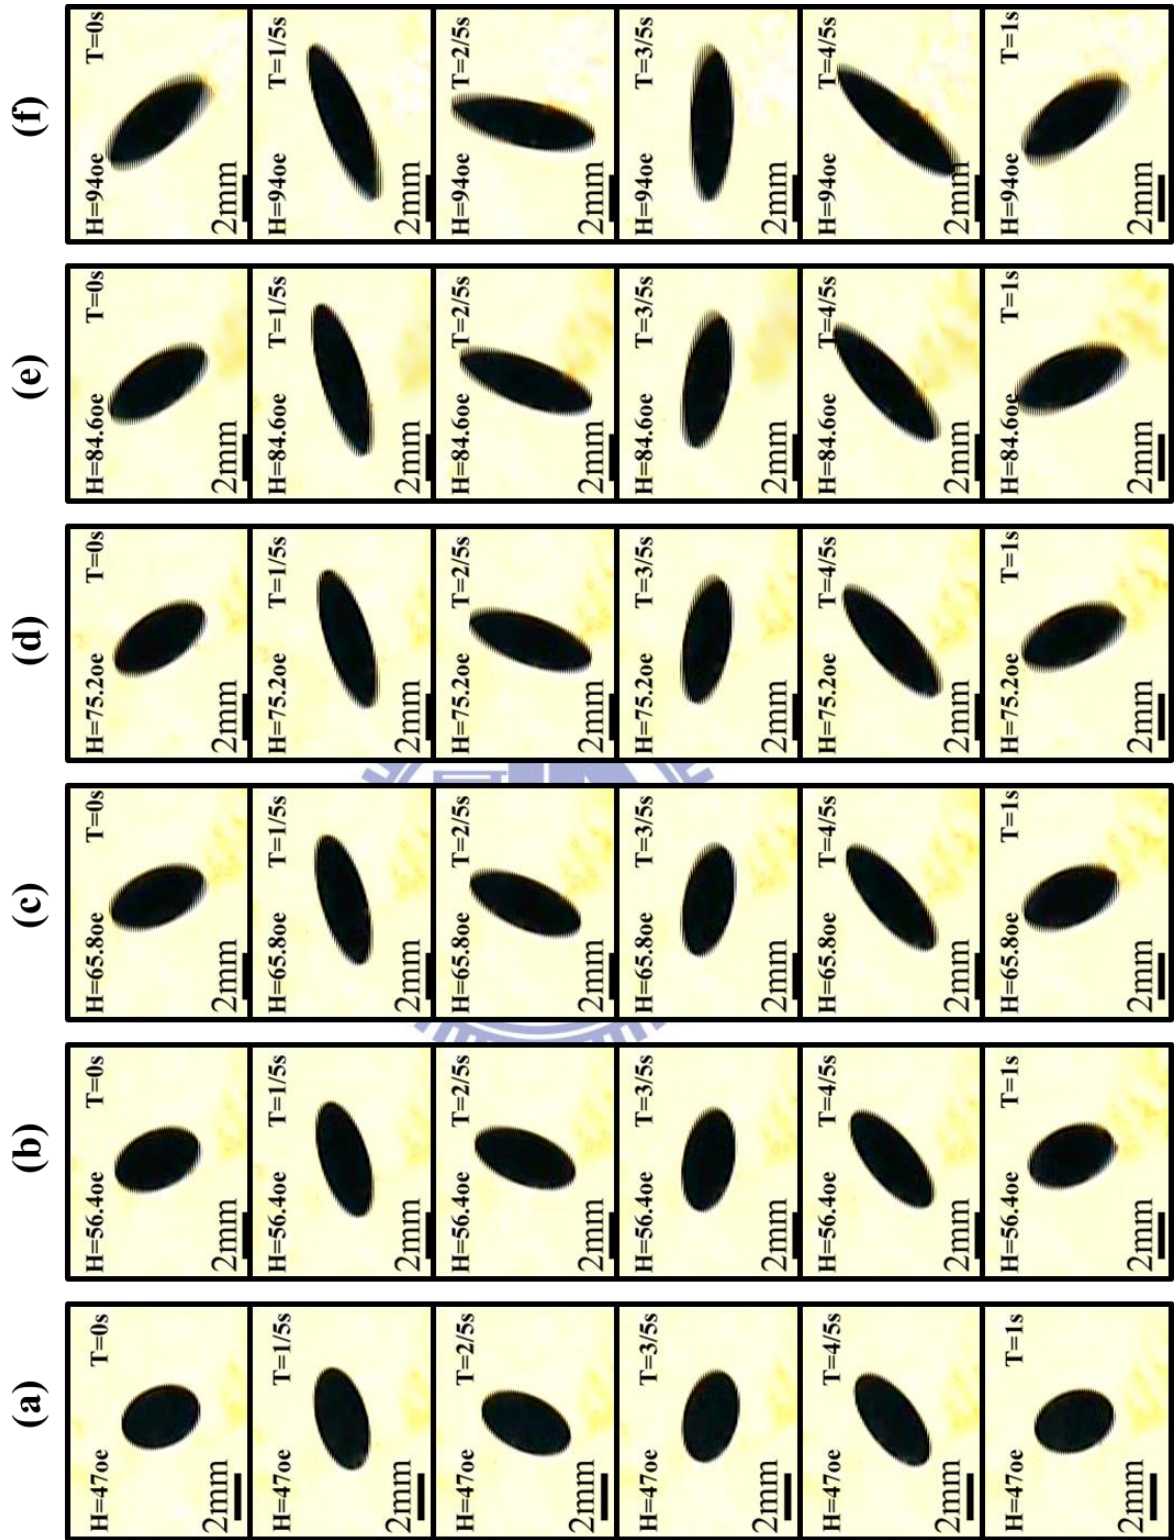 (a)
H=47oe T=0s
2mm
H=47oe T=1/5s
2mm
H=47oe T=2/5s
2mm
H=47oe T=3/5s
2mm
H=47oe T=4/5s
2mm
H=47oe T=1s
2mm
(b)
H=56.4oe T=0s
2mm
H=56.4oe T=1/5s
2mm
H=56.4oe T=2/5s
2mm
H=56.4oe T=3/5s
2mm
H=56.4oe T=4/5s
2mm
H=56.4oe T=1s
2mm
(c)
H=65.8oe T=0s
2mm
H=65.8oe T=1/5s
2mm
H=65.8oe T=2/5s
2mm
H=65.8oe T=3/5s
2mm
H=65.8oe T=4/5s
2mm
H=65.8oe T=1s
2mm
(d)
H=75.2oe T=0s
2mm
H=75.2oe T=1/5s
2mm
H=75.2oe T=2/5s
2mm
H=75.2oe T=3/5s
2mm
H=75.2oe T=4/5s
2mm
H=75.2oe T=1s
2mm
(e)
H=84.6oe T=0s
2mm
H=84.6oe T=1/5s
2mm
H=84.6oe T=2/5s
2mm
H=84.6oe T=3/5s
2mm
H=84.6oe T=4/5s
2mm
H=84.6oe T=1s
2mm
(f)
H=94oe T=0s
2mm
H=94oe T=1/5s
2mm
H=94oe T=2/5s
2mm
H=94oe T=3/5s
2mm
H=94oe T=4/5s
2mm
H=94oe T=1s
2mm